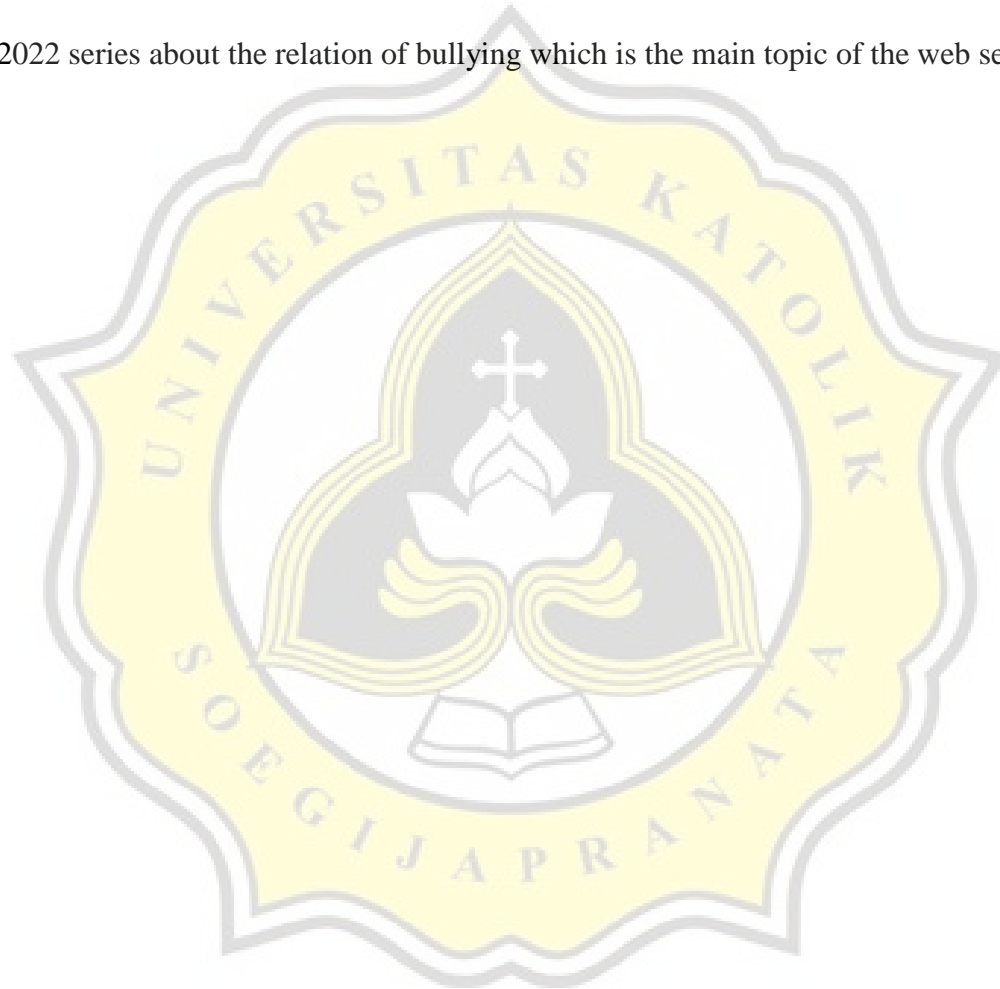 2022 series about the relation of bullying which is the main topic of the web se
UNIVERSITAS KATOLIK
SOEGIJAPRANATA